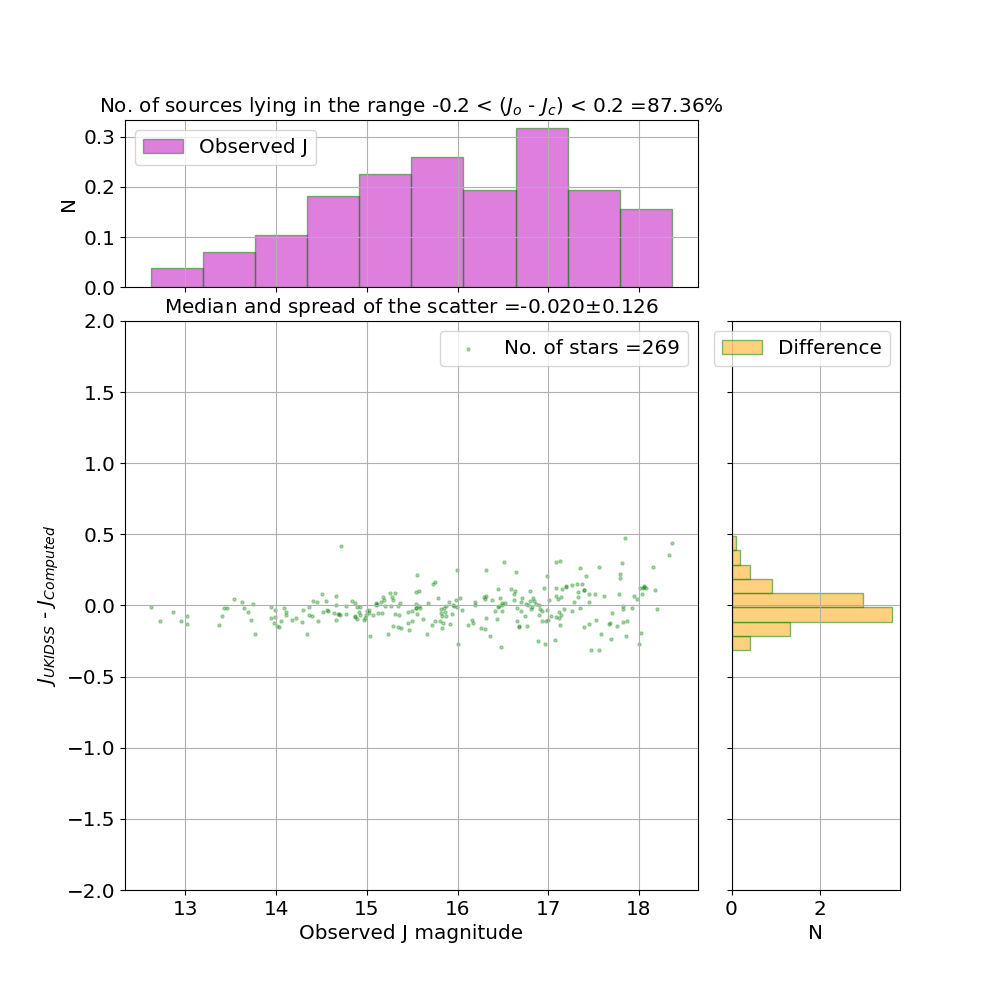 No. of sources lying in the range -0.2 < (J_o - J_c) < 0.2 =87.36%
0.3
0.2
0.1
0.0
N
Observed J
Median and spread of the scatter =-0.020±0.126
2.0
1.5
1.0
0.5
0.0
−0.5
−1.0
−1.5
−2.0
J_UKIDSS - J_Computed
No. of stars =269
Difference
13 14 15 16 17 18
Observed J magnitude
0 2
N